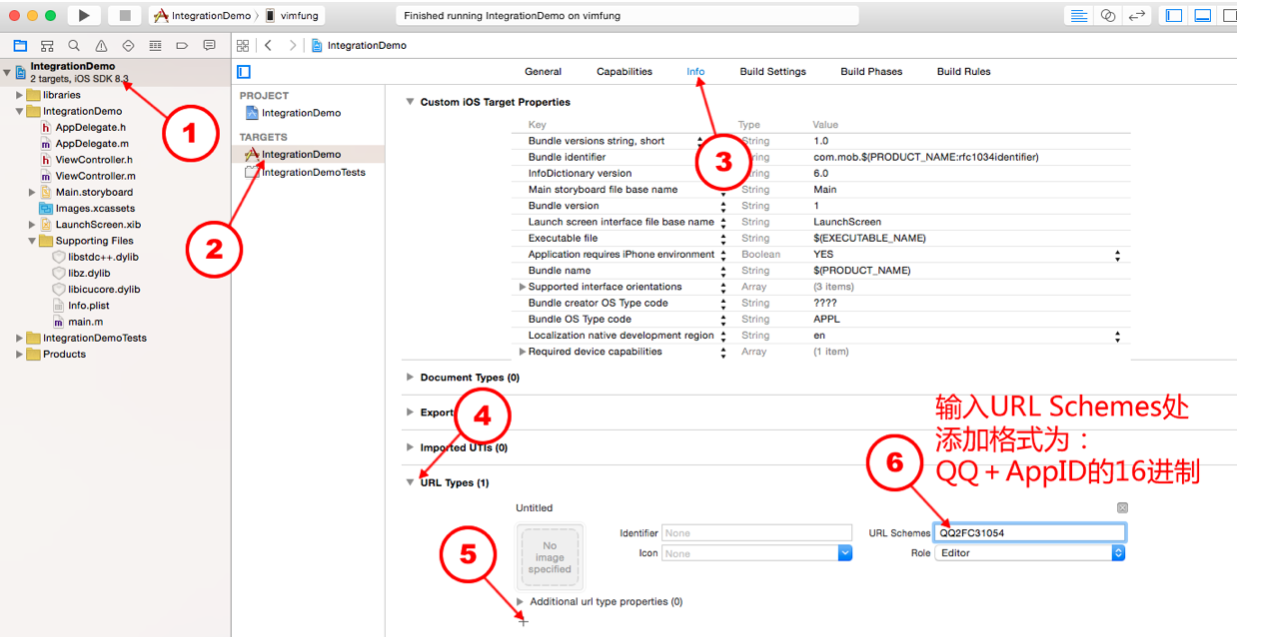 IntegrationDemo
vimfung
Finished running IntegrationDemo on vimfung
IntegrationDemo
2 targets, iOS SDK 8.3
libraries
IntegrationDemo
h AppDelegate.h
m AppDelegate.m
h ViewController.h
m ViewController.m
Main.storyboard
Images.xcassets
LaunchScreen.xib
Supporting Files
libstdc++.dylib
libz.dylib
libicucore.dylib
Info.plist
m main.m
IntegrationDemoTests
Products
1
2
IntegrationDemo
General Capabilities Info Build Settings Build Phases Build Rules
PROJECT
IntegrationDemo
TARGETS
IntegrationDemo
IntegrationDemoTests
3
Custom iOS Target Properties
Key Type Value
Bundle versions string, short String 1.0
Bundle identifier com.mob.$(PRODUCT_NAME:rfc1034identifier)
InfoDictionary version String 6.0
Main storyboard file base name String Main
Bundle version String 1
Launch screen interface file base name String LaunchScreen
Executable file String $(EXECUTABLE_NAME)
Application requires iPhone environment Boolean YES
Bundle name String $(PRODUCT_NAME)
Supported interface orientations Array (3 items)
Bundle creator OS Type code String ????
Bundle OS Type code String APPL
Localization native development region String en
Required device capabilities Array (1 item)
Document Types (0)
Export
4
Imported UTIs (0)
URL Types (1)
输入URL Schemes处
添加格式为：
QQ＋AppID的16进制
6
Untitled
No
image
specified
Identifier None URL Schemes QQ2FC31054
Icon None Role Editor
5
Additional url type properties (0)